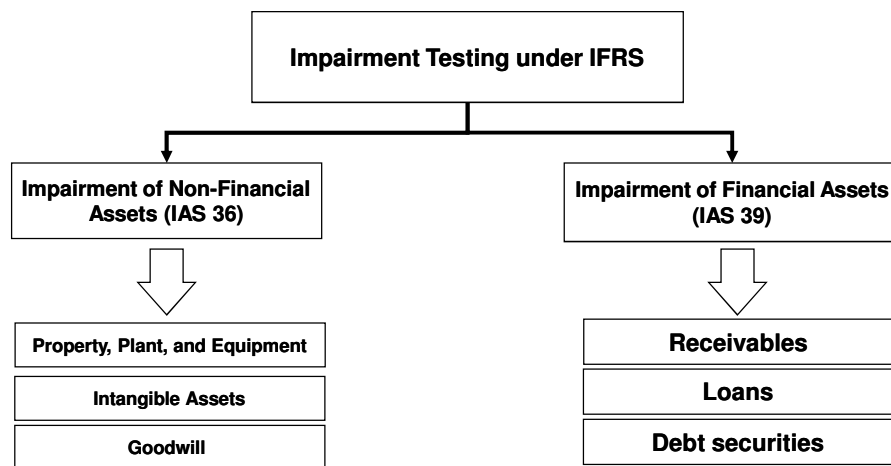 Impairment Testing under IFRS
Impairment of Non-Financial
Assets (IAS 36)
Impairment of Financial Assets
(IAS 39)
Property, Plant, and Equipment
Intangible Assets
Goodwill
Receivables
Loans
Debt securities